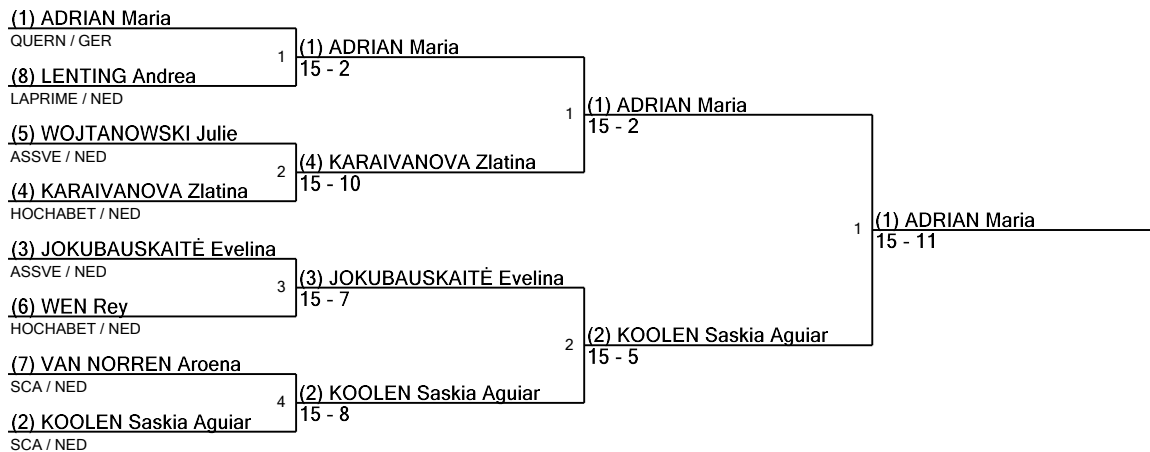 (1) ADRIAN Maria
QUERN / GER
1
(8) LENTING Andrea
LAPRIME / NED
(5) WOJTANOWSKI Julie
ASSVE / NED
2
(4) KARAIVANOVA Zlatina
HOCHABET / NED
(3) JOKUBAUSKAITĖ Evelina
ASSVE / NED
3
(6) WEN Rey
HOCHABET / NED
(7) VAN NORREN Aroena
SCA / NED
4
(2) KOOLEN Saskia Aguiar
SCA / NED
(1) ADRIAN Maria
15 - 2
1
(4) KARAIVANOVA Zlatina
15 - 10
(3) JOKUBAUSKAITĖ Evelina
15 - 7
2
(2) KOOLEN Saskia Aguiar
15 - 8
(1) ADRIAN Maria
15 - 2
1
(2) KOOLEN Saskia Aguiar
15 - 5
(1) ADRIAN Maria
15 - 11